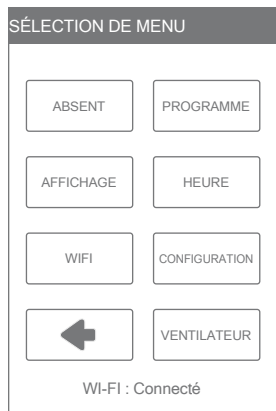 SÉLECTION DE MENU
ABSENT
PROGRAMME
AFFICHAGE
HEURE
WIFI
CONFIGURATION
VENTILATEUR
WI-FI : Connecté